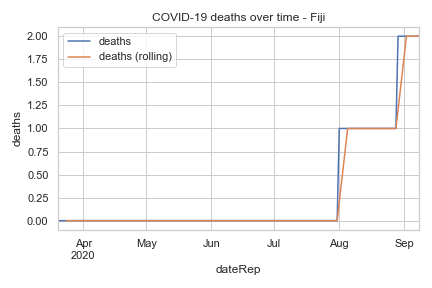 COVID-19 deaths over time - Fiji
deaths
deaths (rolling)
2.00
1.75
1.50
1.25
1.00
0.75
0.50
0.25
0.00
deaths
Apr May Jun Jul Aug Sep
2020
dateRep